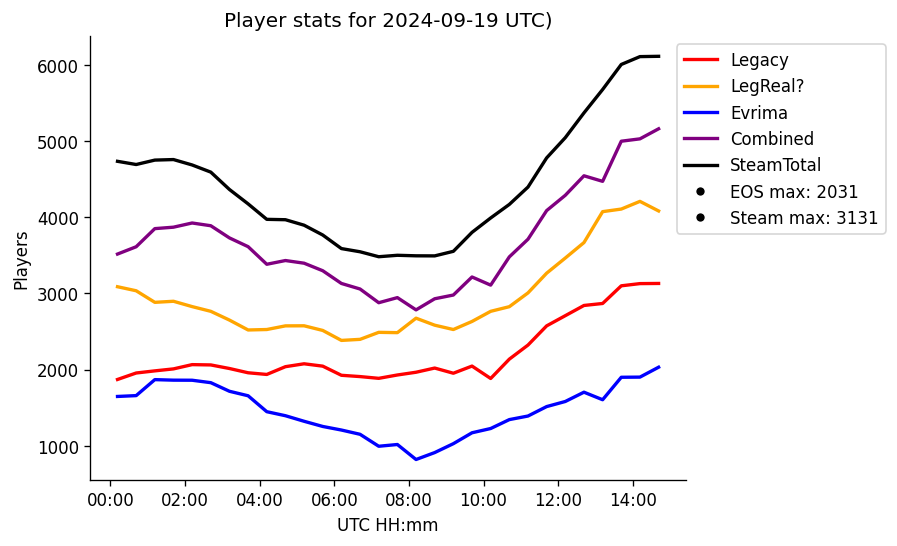 Player stats for 2024-09-19 UTC)
Legacy
LegReal?
Evrima
Combined
SteamTotal
EOS max: 2031
Steam max: 3131
Players
6000
5000
4000
3000
2000
1000
00:00 02:00 04:00 06:00 08:00 10:00 12:00 14:00
UTC HH:mm